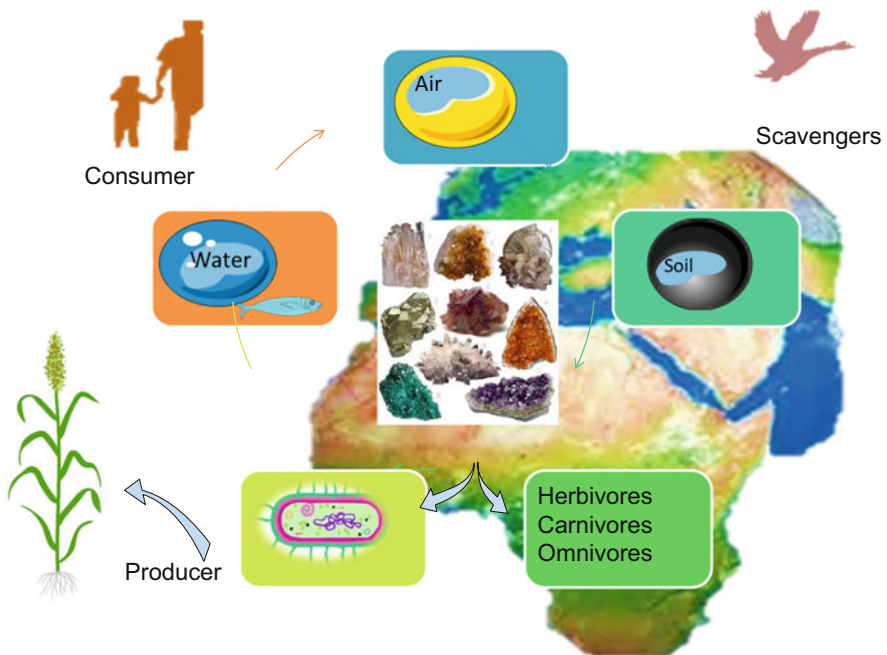 Air
Scavengers
Consumer
Water
Soil
Herbivores
Carnivores
Omnivores
Producer